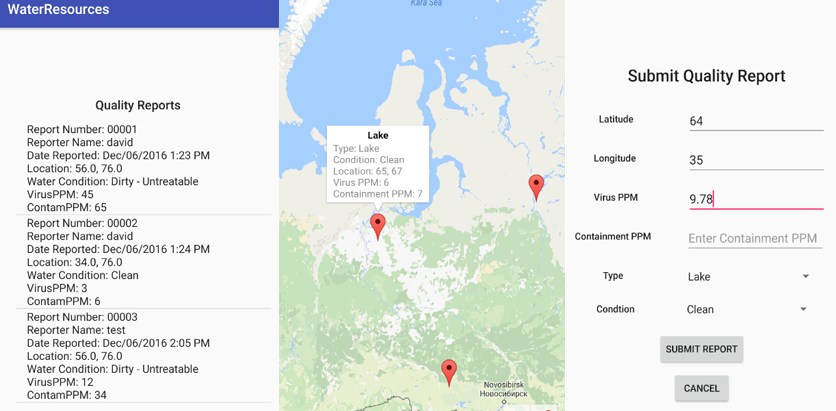 WaterResources
Quality Reports
Report Number: 00001
Reporter Name: david
Date Reported: Dec/06/2016 1:23 PM
Location: 56.0, 76.0
Water Condition: Dirty - Untreatable
VirusPPM: 45
ContamPPM: 65
Report Number: 00002
Reporter Name: david
Date Reported: Dec/06/2016 1:24 PM
Location: 34.0, 76.0
Water Condition: Clean
VirusPPM: 3
ContamPPM: 6
Report Number: 00003
Reporter Name: test
Date Reported: Dec/06/2016 2:05 PM
Location: 56.0, 76.0
Water Condition: Dirty - Untreatable
VirusPPM: 12
ContamPPM: 34
Kara Sea
Lake
Type: Lake
Condition: Clean
Location: 65, 67
Virus PPM: 6
Containment PPM: 7
Novosibirsk
Новосибирск
Submit Quality Report
Latitude 64
Longitude 35
Virus PPM 9.78
Containment PPM Enter Containment PPM
Type Lake
Condtion Clean
SUBMIT REPORT
CANCEL